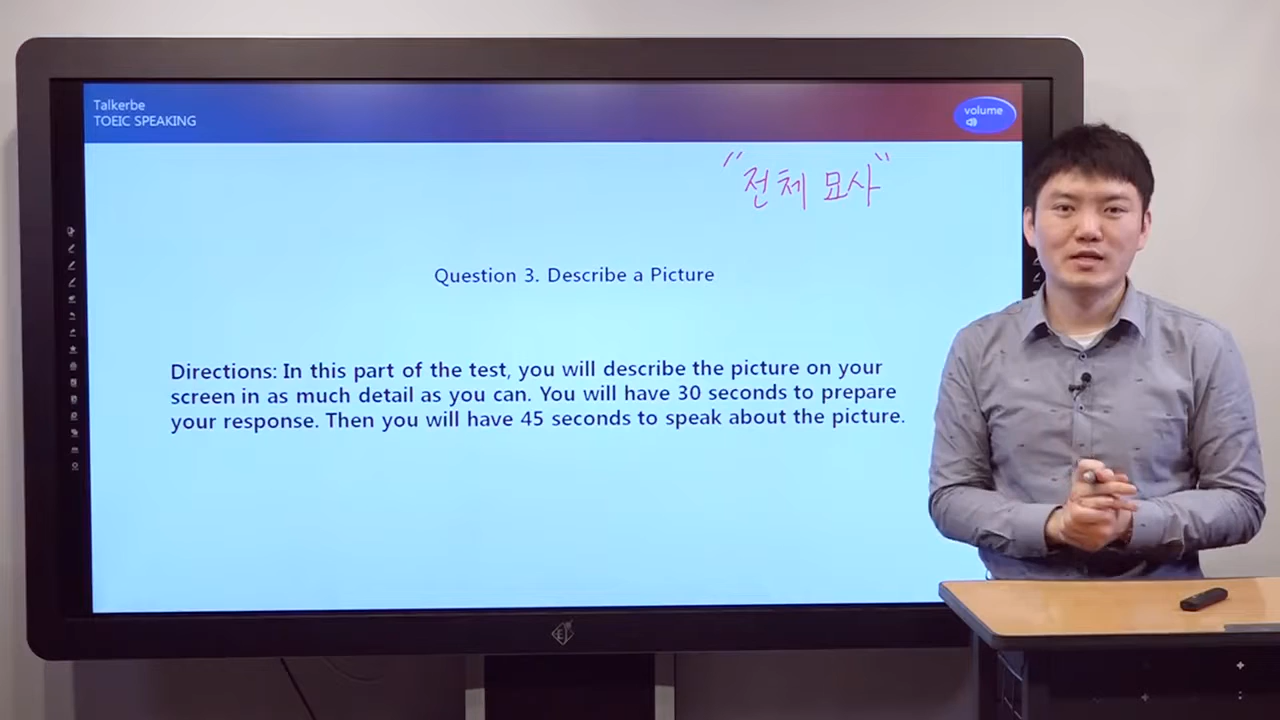 Talkerbe
TOEIC SPEAKING
volume
"전체 묘사"
Question 3. Describe a Picture
Directions: In this part of the test, you will describe the picture on your
screen in as much detail as you can. You will have 30 seconds to prepare
your response. Then you will have 45 seconds to speak about the picture.